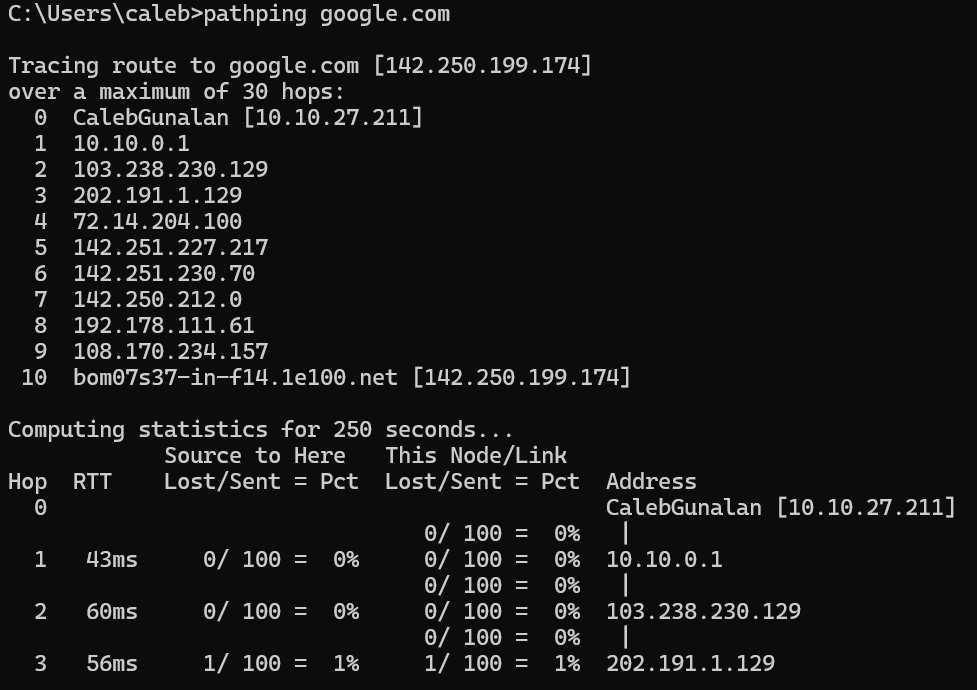 C:\Users\caleb>pathping google.com
Tracing route to google.com [142.250.199.174]
over a maximum of 30 hops:
  0  CalebGunalan [10.10.27.211]
  1  10.10.0.1
  2  103.238.230.129
  3  202.191.1.129
  4  72.14.204.100
  5  142.251.227.217
  6  142.251.230.70
  7  142.250.212.0
  8  192.178.111.61
  9  108.170.234.157
 10  bom07s37-in-f14.1e100.net [142.250.199.174]
Computing statistics for 250 seconds...
            Source to Here   This Node/Link
Hop  RTT    Lost/Sent = Pct  Lost/Sent = Pct  Address
  0                                           CalebGunalan [10.10.27.211]
                                0/ 100 =  0%   |
  1   43ms     0/ 100 =  0%     0/ 100 =  0%  10.10.0.1
                                0/ 100 =  0%   |
  2   60ms     0/ 100 =  0%     0/ 100 =  0%  103.238.230.129
                                0/ 100 =  0%   |
  3   56ms     1/ 100 =  1%     1/ 100 =  1%  202.191.1.129